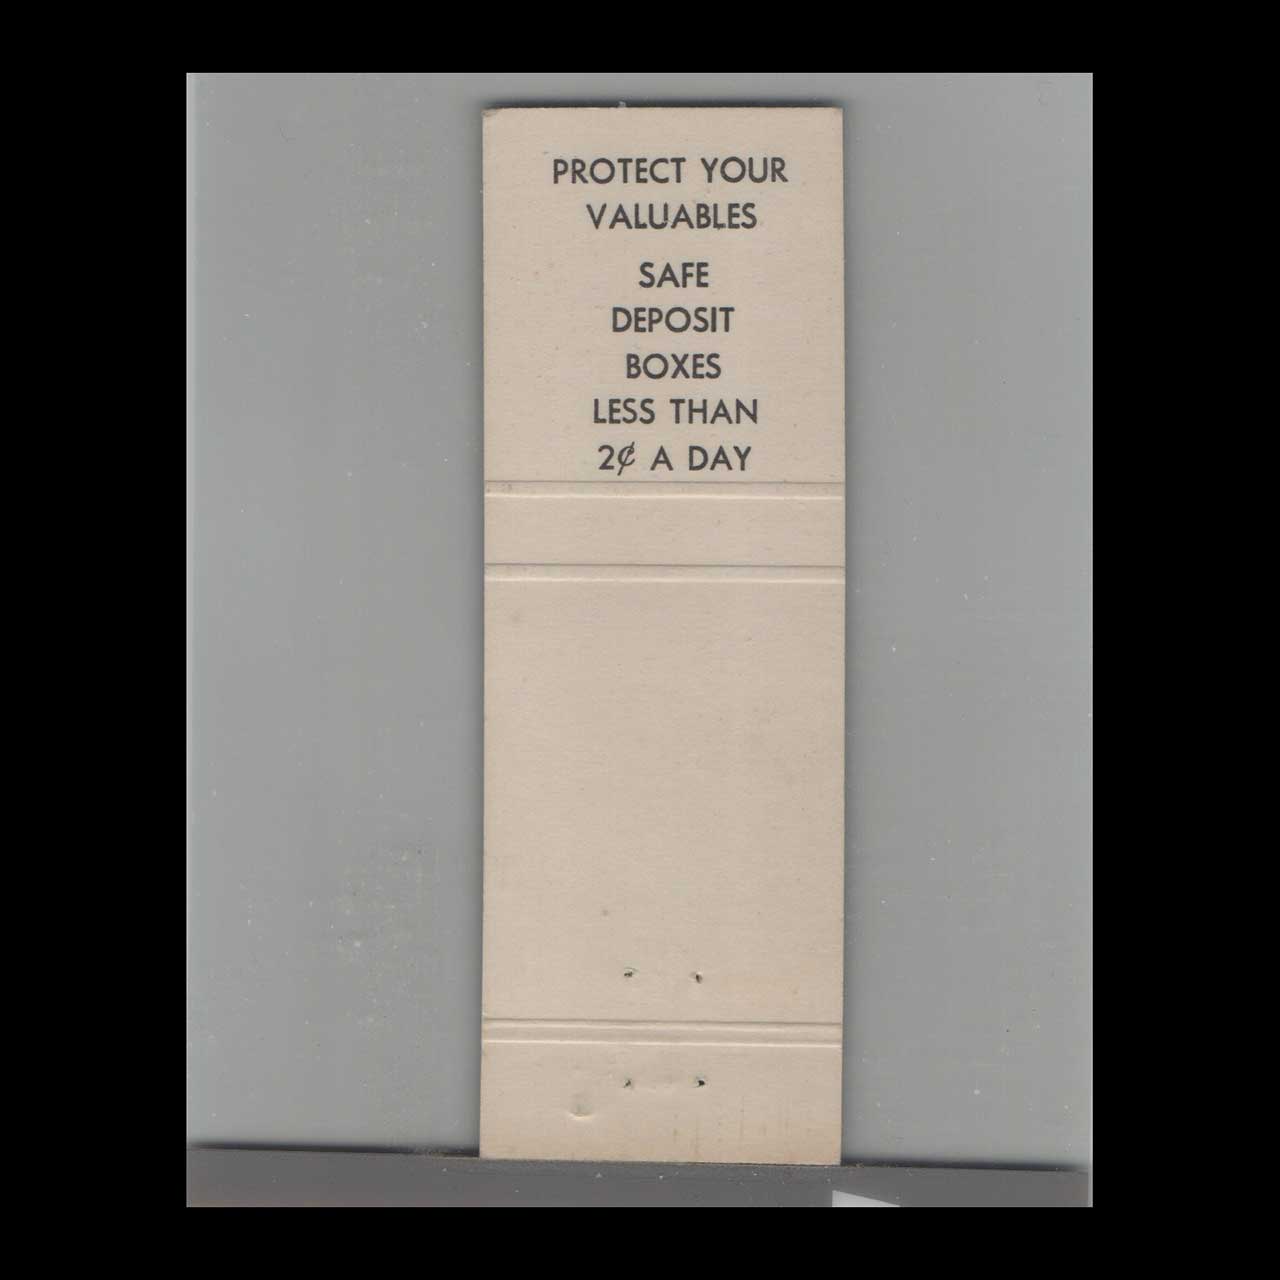 PROTECT YOUR
VALUABLES
SAFE
DEPOSIT
BOXES
LESS THAN
2¢ A DAY